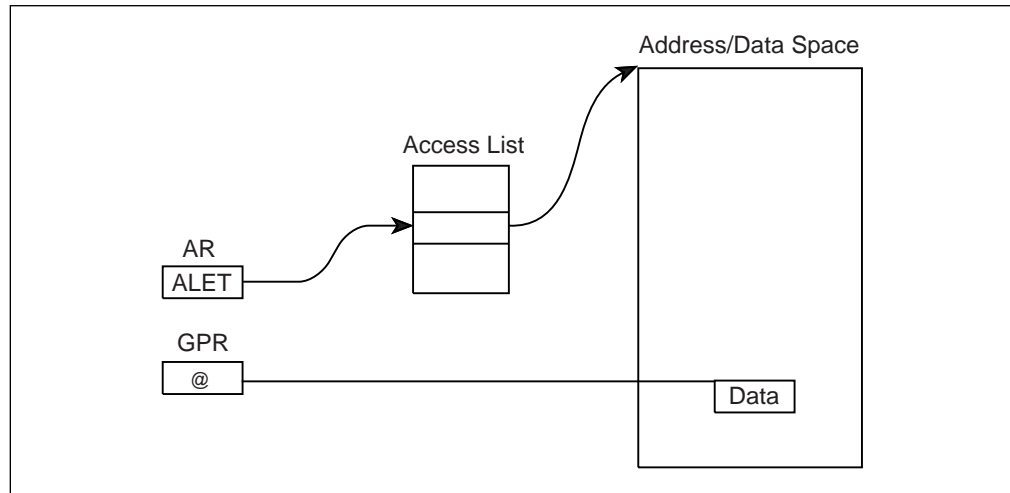 Address/Data Space
Access List
AR
ALET
GPR
@
Data